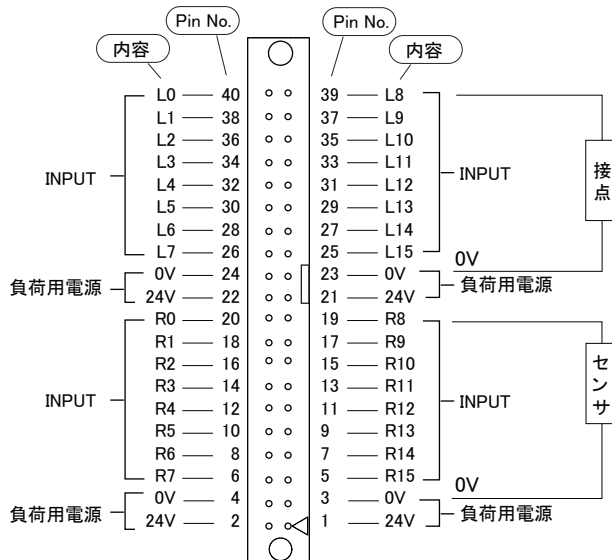 Pin No. Pin No.
内容 内容
L0 40 39 L8
L1 38 37 L9
L2 36 35 L10
L3 34 33 L11
INPUT L4 32 31 L12 INPUT 接点
L5 30 29 L13
L6 28 27 L14
L7 26 25 L15 0V
負荷用電源 0V 24 23 0V 負荷用電源
24V 22 21 24V
R0 20 19 R8
R1 18 17 R9
R2 16 15 R10
R3 14 13 R11
INPUT R4 12 11 R12 INPUT センサ
R5 10 9 R13
R6 8 7 R14
R7 6 5 R15 0V
負荷用電源 0V 4 3 0V 負荷用電源
24V 2 1 24V